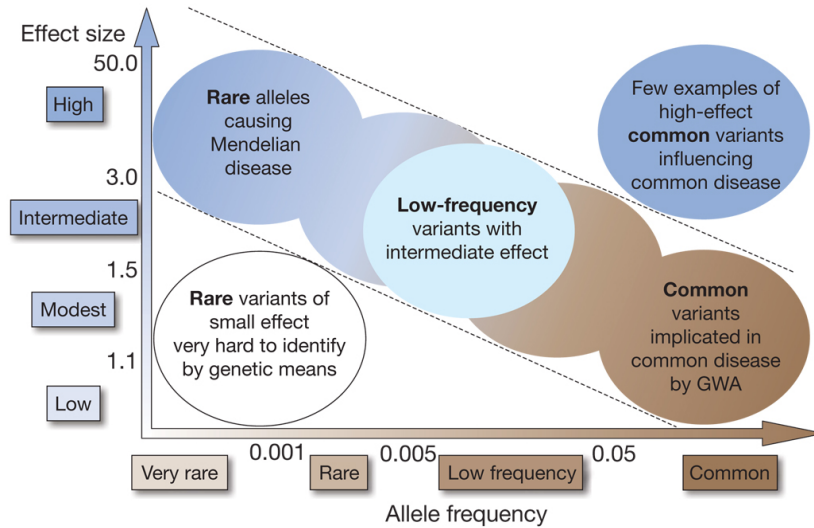 Effect size
50.0
High
3.0
Intermediate
1.5
Modest
1.1
Low
Rare alleles
causing
Mendelian
disease
Few examples of
high-effect
common variants
influencing
common disease
Low-frequency
variants with
intermediate effect
Rare variants of
small effect
very hard to identify
by genetic means
Common
variants
implicated in
common disease
by GWA
0.001
0.005
0.05
Very rare
Rare
Low frequency
Common
Allele frequency